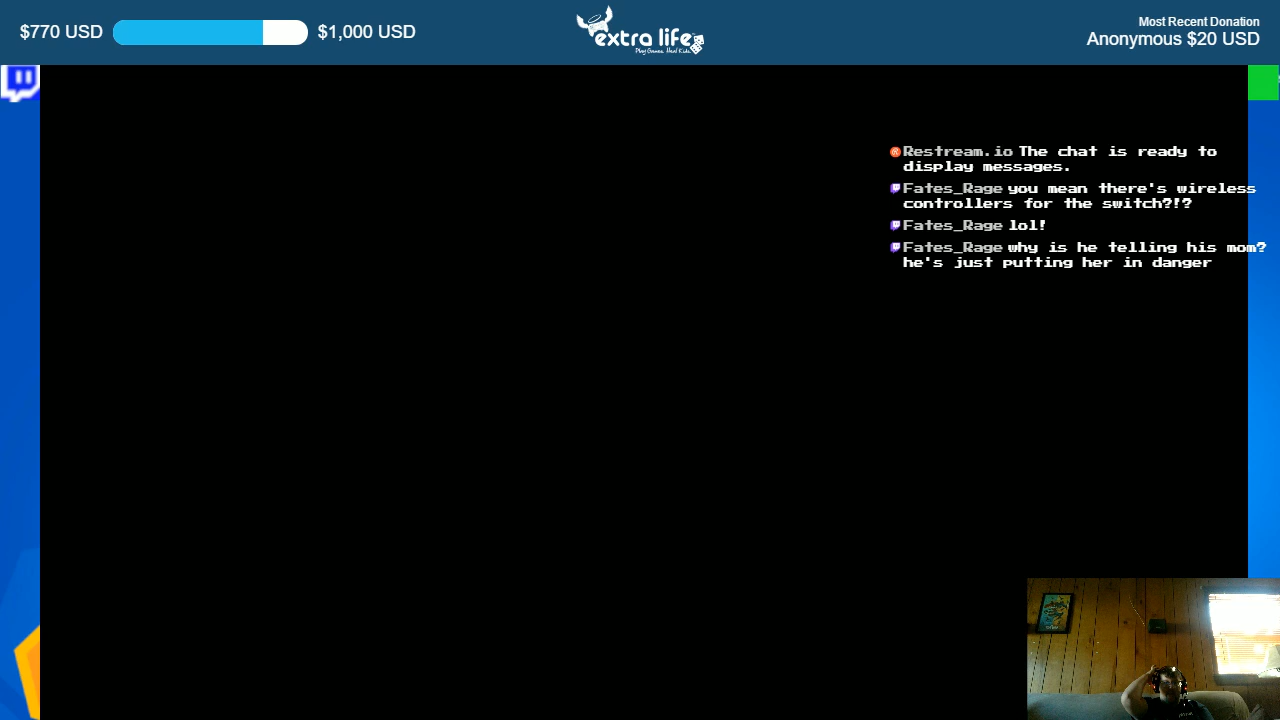 $770 USD
$1,000 USD
extra life
Play Games. Heal Kids.
Most Recent Donation
Anonymous $20 USD
Restream.io The chat is ready to
display messages.
Fates_Rage you mean there's wireless
controllers for the switch?!?
Fates_Rage lol!
Fates_Rage why is he telling his mom?
he's just putting her in danger